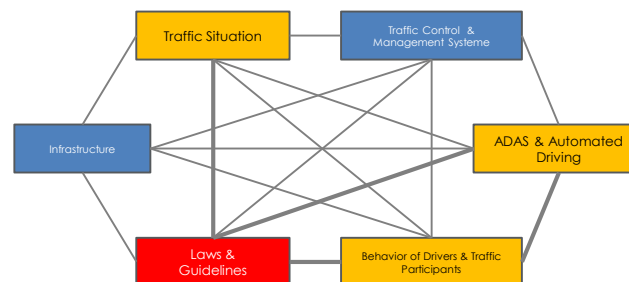 Traffic Situation
Traffic Control &
Management Systeme
Infrastructure
ADAS & Automated
Driving
Laws &
Guidelines
Behavior of Drivers & Traffic
Participants